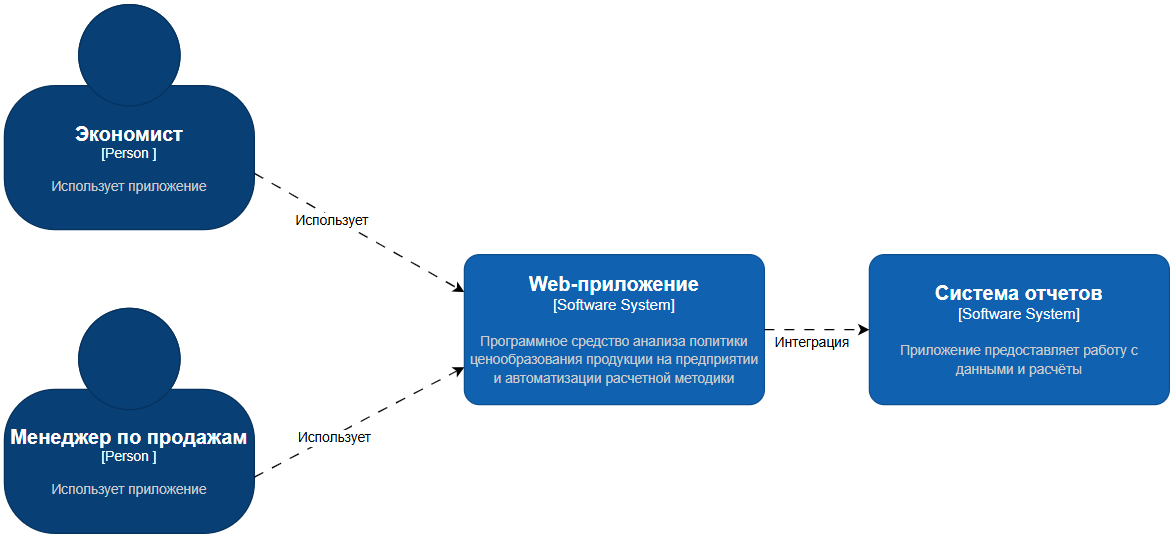 Экономист
[Person ]
Использует приложение
Использует
Менеджер по продажам
[Person ]
Использует приложение
Использует
Web-приложение
[Software System]
Программное средство анализа политики
ценообразования продукции на предприятии
и автоматизации расчетной методики
Интеграция
Система отчетов
[Software System]
Приложение предоставляет работу с
данными и расчёты